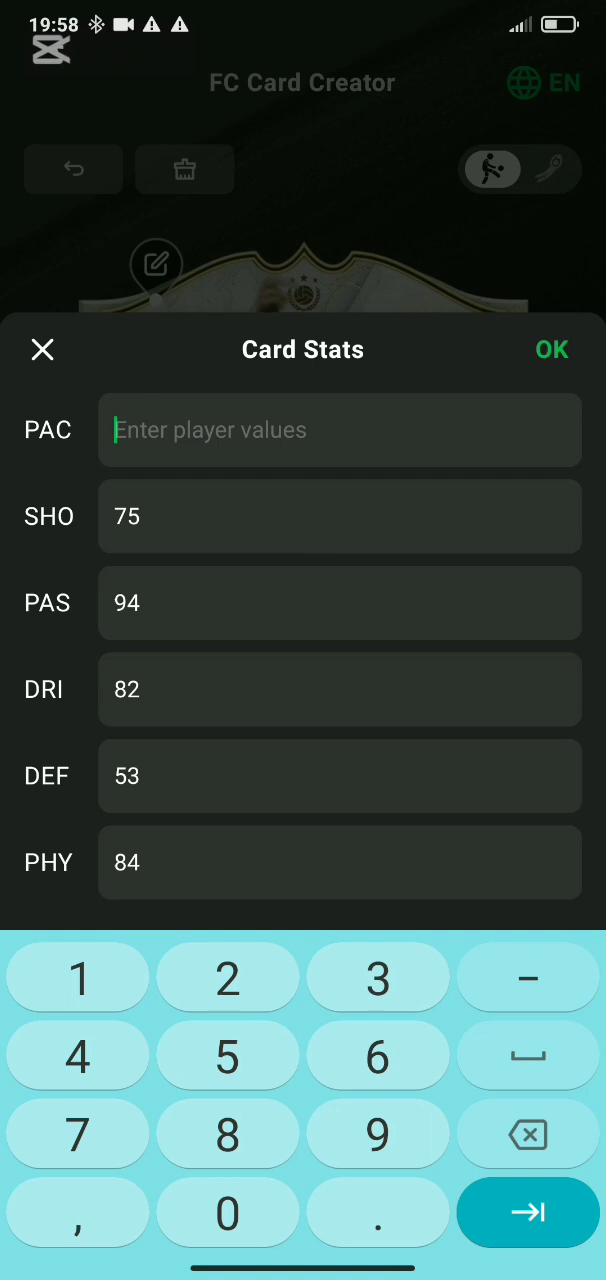 19:58
FC Card Creator
EN
Card Stats
OK
PAC
Enter player values
SHO
75
PAS
94
DRI
82
DEF
53
PHY
84
1 2 3 –
4 5 6
7 8 9
, 0 .